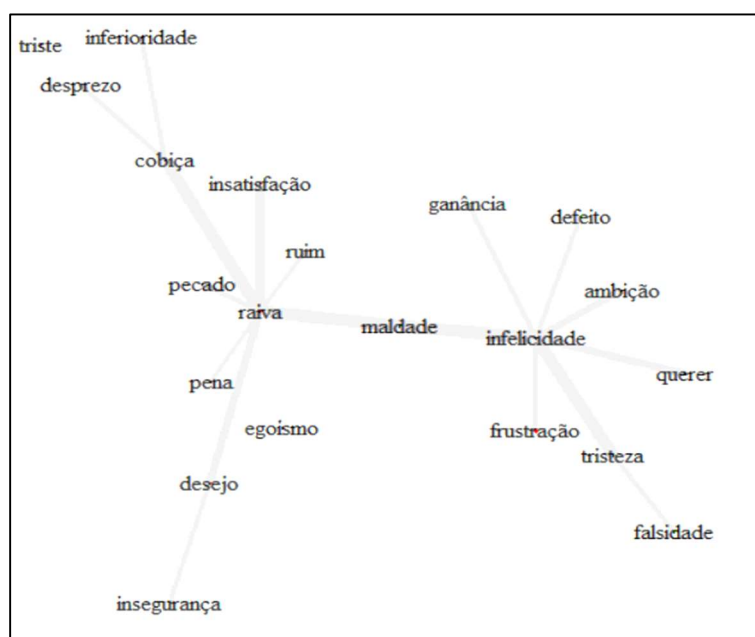 inferioridade
triste
desprezo
cobiça
insatisfação
ganância
defeito
ruim
pecado
ambição
raiva
maldade
infelicidade
querer
pena
egoísmo
frustração
tristeza
desejo
falsidade
insegurança